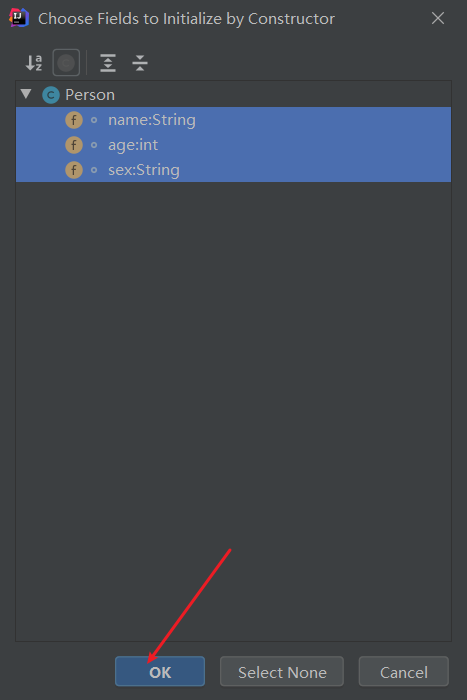 Choose Fields to Initialize by Constructor
Person
name:String
age:int
sex:String
OK Select None Cancel